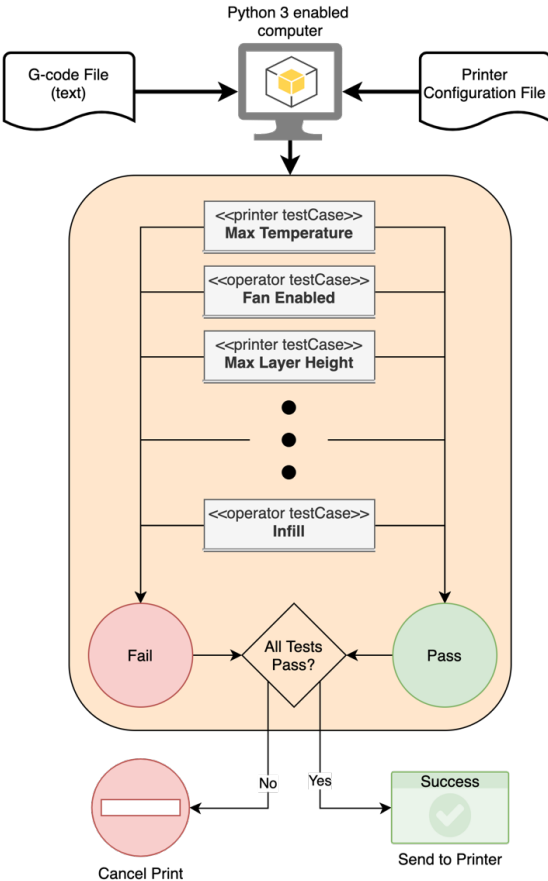 Python 3 enabled
computer
G-code File
(text)
Printer
Configuration File
<<printer testCase>>
Max Temperature
<<operator testCase>>
Fan Enabled
<<printer testCase>>
Max Layer Height
<<operator testCase>>
Infill
Fail
All Tests
Pass?
Pass
No
Yes
Success
Cancel Print
Send to Printer